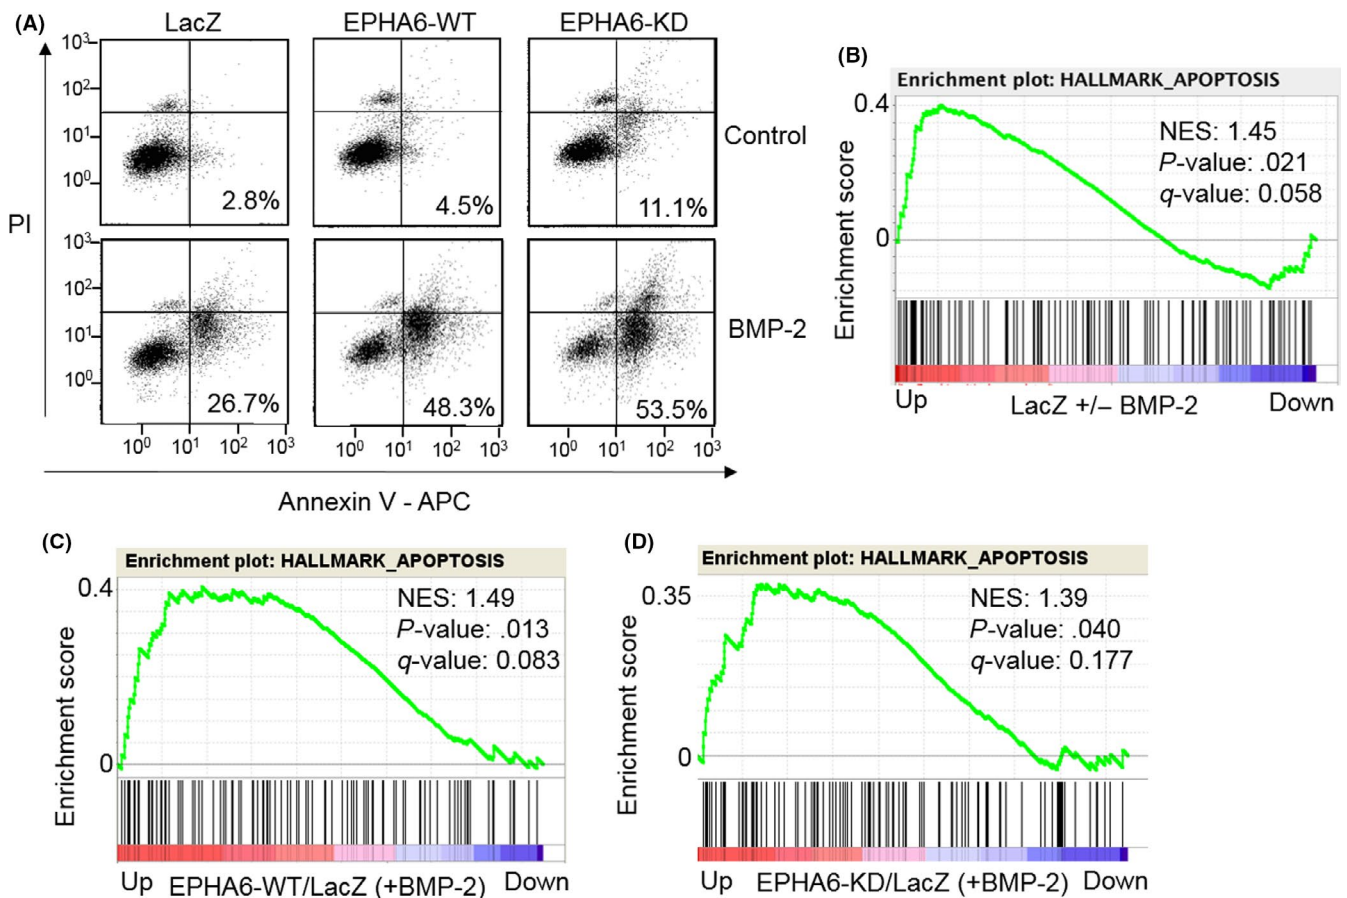 (A)
LacZ EPHA6-WT EPHA6-KD
10³
10²
10¹
10⁰
2.8% 4.5% 11.1%
Control
PI
10³
10²
10¹
10⁰
26.7% 48.3% 53.5%
BMP-2
10⁰ 10¹ 10² 10³ 10⁰ 10¹ 10² 10³ 10⁰ 10¹ 10² 10³
Annexin V - APC
(B)
Enrichment plot: HALLMARK_APOPTOSIS
0.4
0
Enrichment score
NES: 1.45
P-value: .021
q-value: 0.058
Up LacZ +/– BMP-2 Down
(C)
Enrichment plot: HALLMARK_APOPTOSIS
0.4
0
Enrichment score
NES: 1.49
P-value: .013
q-value: 0.083
Up EPHA6-WT/LacZ (+BMP-2) Down
(D)
Enrichment plot: HALLMARK_APOPTOSIS
0.35
0
Enrichment score
NES: 1.39
P-value: .040
q-value: 0.177
Up EPHA6-KD/LacZ (+BMP-2) Down